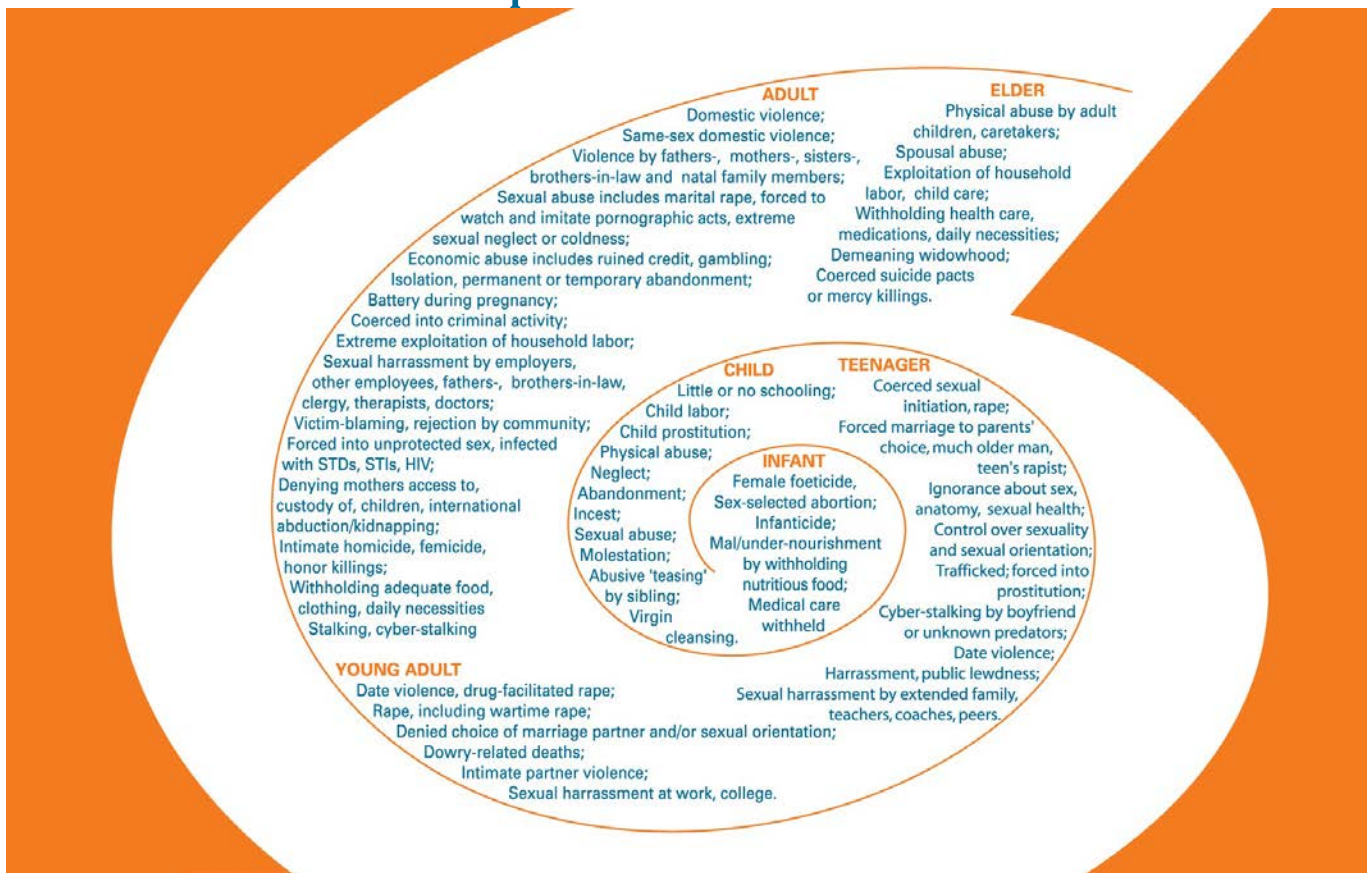 ADULT
Domestic violence;
Same-sex domestic violence;
Violence by fathers-, mothers-, sisters-,
brothers-in-law and natal family members;
Sexual abuse includes marital rape, forced to
watch and imitate pornographic acts, extreme
sexual neglect or coldness;
Economic abuse includes ruined credit, gambling;
Isolation, permanent or temporary abandonment;
Battery during pregnancy;
Coerced into criminal activity;
Extreme exploitation of household labor;
Sexual harrassment by employers,
other employees, fathers-, brothers-in-law,
clergy, therapists, doctors;
Victim-blaming, rejection by community;
Forced into unprotected sex, infected
with STDs, STIs, HIV;
Denying mothers access to,
custody of, children, international
abduction/kidnapping;
Intimate homicide, femicide,
honor killings;
Withholding adequate food,
clothing, daily necessities
Stalking, cyber-stalking
ELDER
Physical abuse by adult
children, caretakers;
Spousal abuse;
Exploitation of household
labor, child care;
Withholding health care,
medications, daily necessities;
Demeaning widowhood;
Coerced suicide pacts
or mercy killings.
CHILD
Little or no schooling;
Child labor;
Child prostitution;
Physical abuse;
Neglect;
Abandonment;
Incest;
Sexual abuse;
Molestation;
Abusive 'teasing'
by sibling;
Virgin
cleansing.
INFANT
Female foeticide,
Sex-selected abortion;
Infanticide;
Mal/under-nourishment
by withholding
nutritious food;
Medical care
withheld
TEENAGER
Coerced sexual
initiation, rape;
Forced marriage to parents'
choice, much older man,
teen's rapist;
Ignorance about sex,
anatomy, sexual health;
Control over sexuality
and sexual orientation;
Trafficked; forced into
prostitution;
Cyber-stalking by boyfriend
or unknown predators;
Date violence;
Harrassment, public lewdness;
Sexual harrassment by extended family,
teachers, coaches, peers.
YOUNG ADULT
Date violence, drug-facilitated rape;
Rape, including wartime rape;
Denied choice of marriage partner and/or sexual orientation;
Dowry-related deaths;
Intimate partner violence;
Sexual harrassment at work, college.